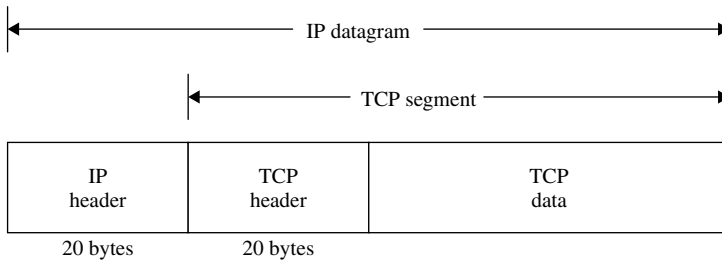 IP datagram
TCP segment
IP
header
TCP
header
TCP
data
20 bytes
20 bytes